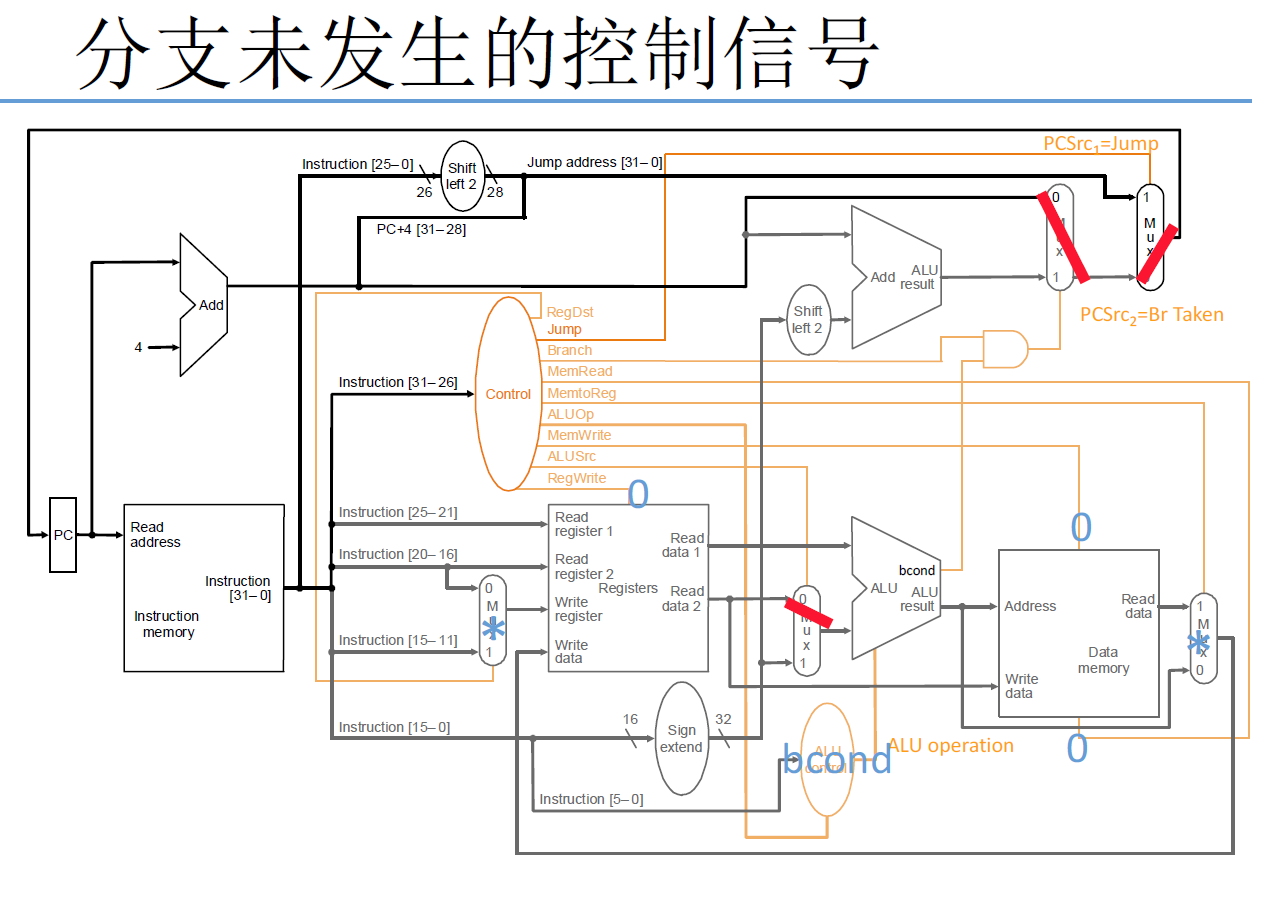 分支未发生的控制信号
PCSrc1=Jump
Instruction [25–0]
Shift
left 2
Jump address [31–0]
26
28
PC+4 [31–28]
0
M
u
x
1
1
M
u
x
0
Add
ALU
result
Add
Shift
left 2
PCSrc2=Br Taken
4
RegDst
Jump
Branch
MemRead
MemtoReg
ALUOp
MemWrite
ALUSrc
RegWrite
Instruction [31–26]
Control
0
0
PC
Read
address
Instruction
[31–0]
Instruction
memory
Instruction [25–21]
Instruction [20–16]
Instruction [15–11]
0
M
*
1
Read
register 1
Read
register 2
Registers
Write
register
Write
data
Read
data 1
Read
data 2
0
M
u
x
1
bcond
ALU
ALU
result
Address
Read
data
Data
memory
Write
data
1
M
*
x
0
Instruction [15–0]
16
Sign
extend
32
ALU
control
bcond
ALU operation
0
Instruction [5–0]